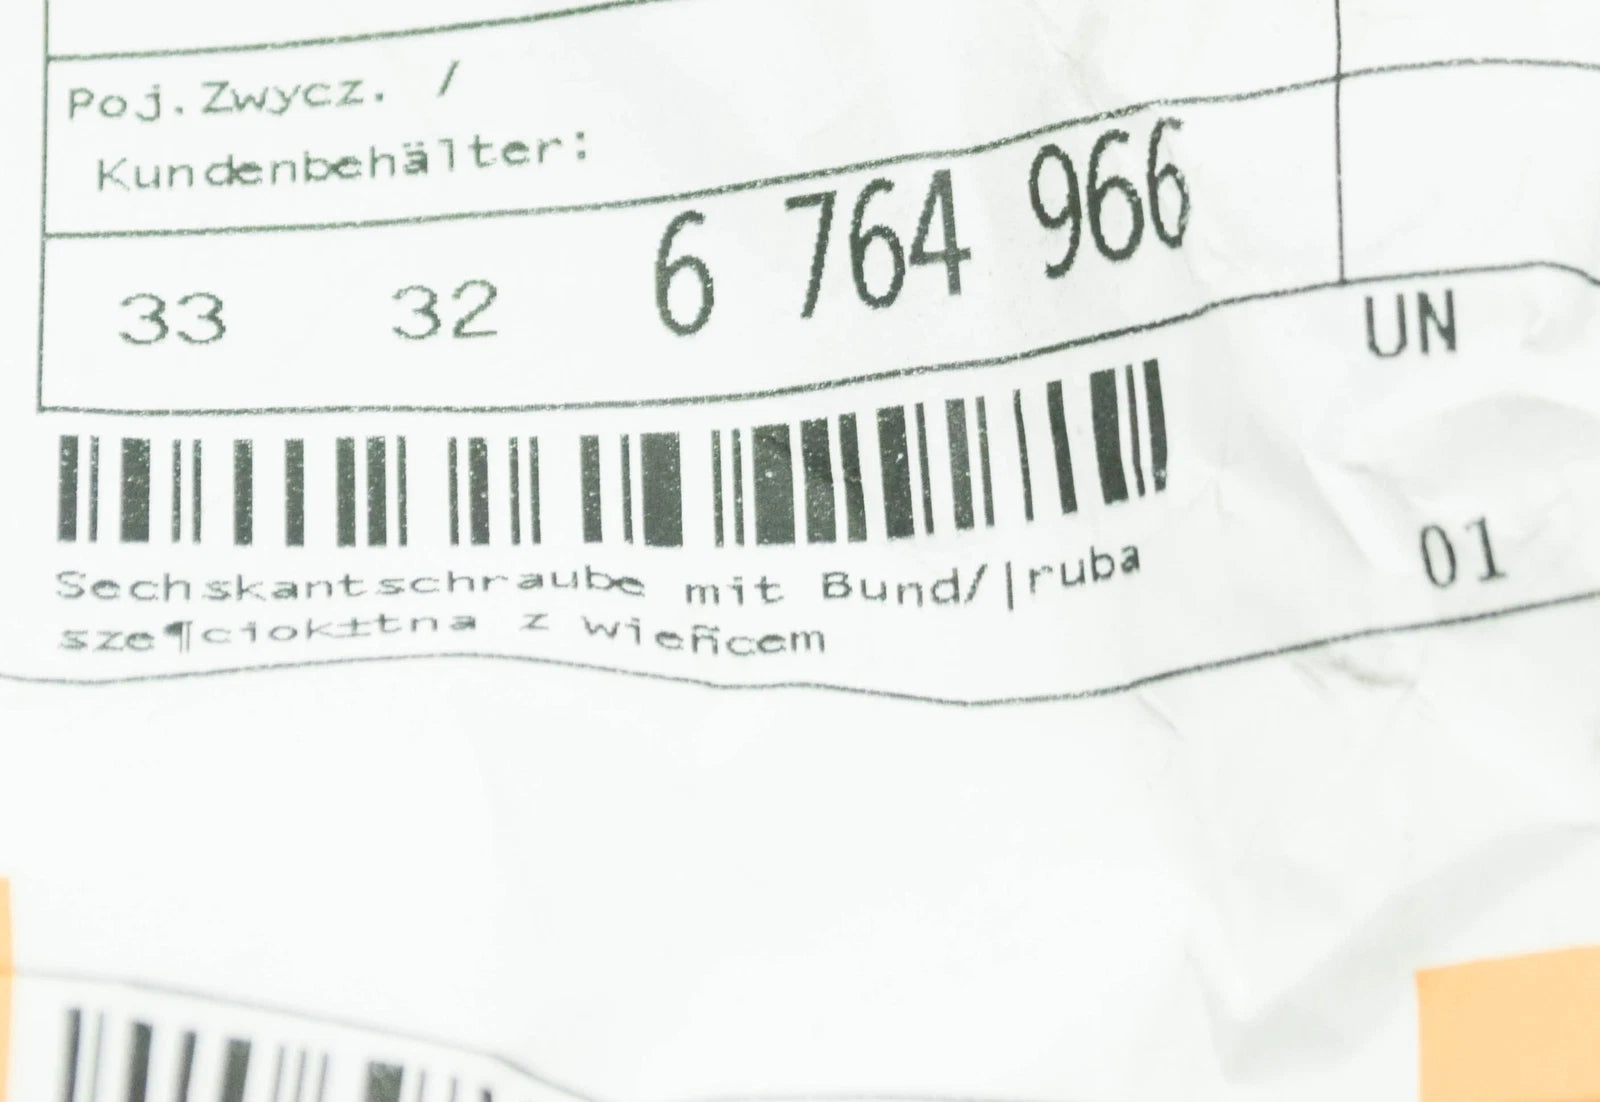 Poj.Zwycz. /
Kundenbehälter:
33 32 6 764 966
UN
Sechskantschraube mit Bund/|ruba
sze¶ciok±tna z wieñcem
01